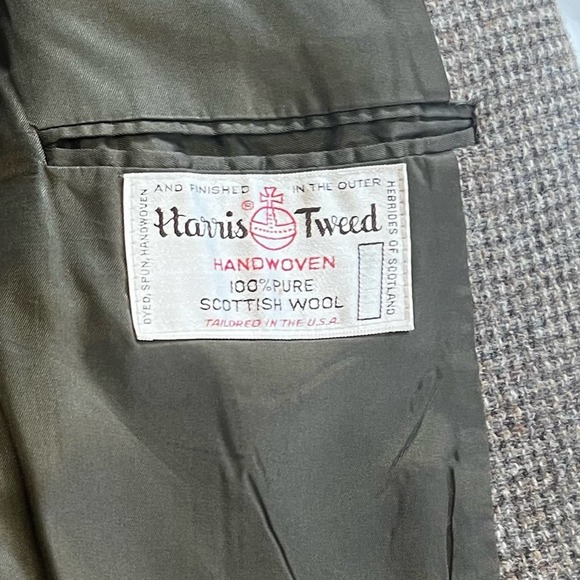 DYED, SPUN, HANDWOVEN
AND FINISHED IN THE OUTER
HEBRIDES OF SCOTLAND
Harris ® Tweed
HANDWOVEN
100% PURE
SCOTTISH WOOL
TAILORED IN THE U.S.A.